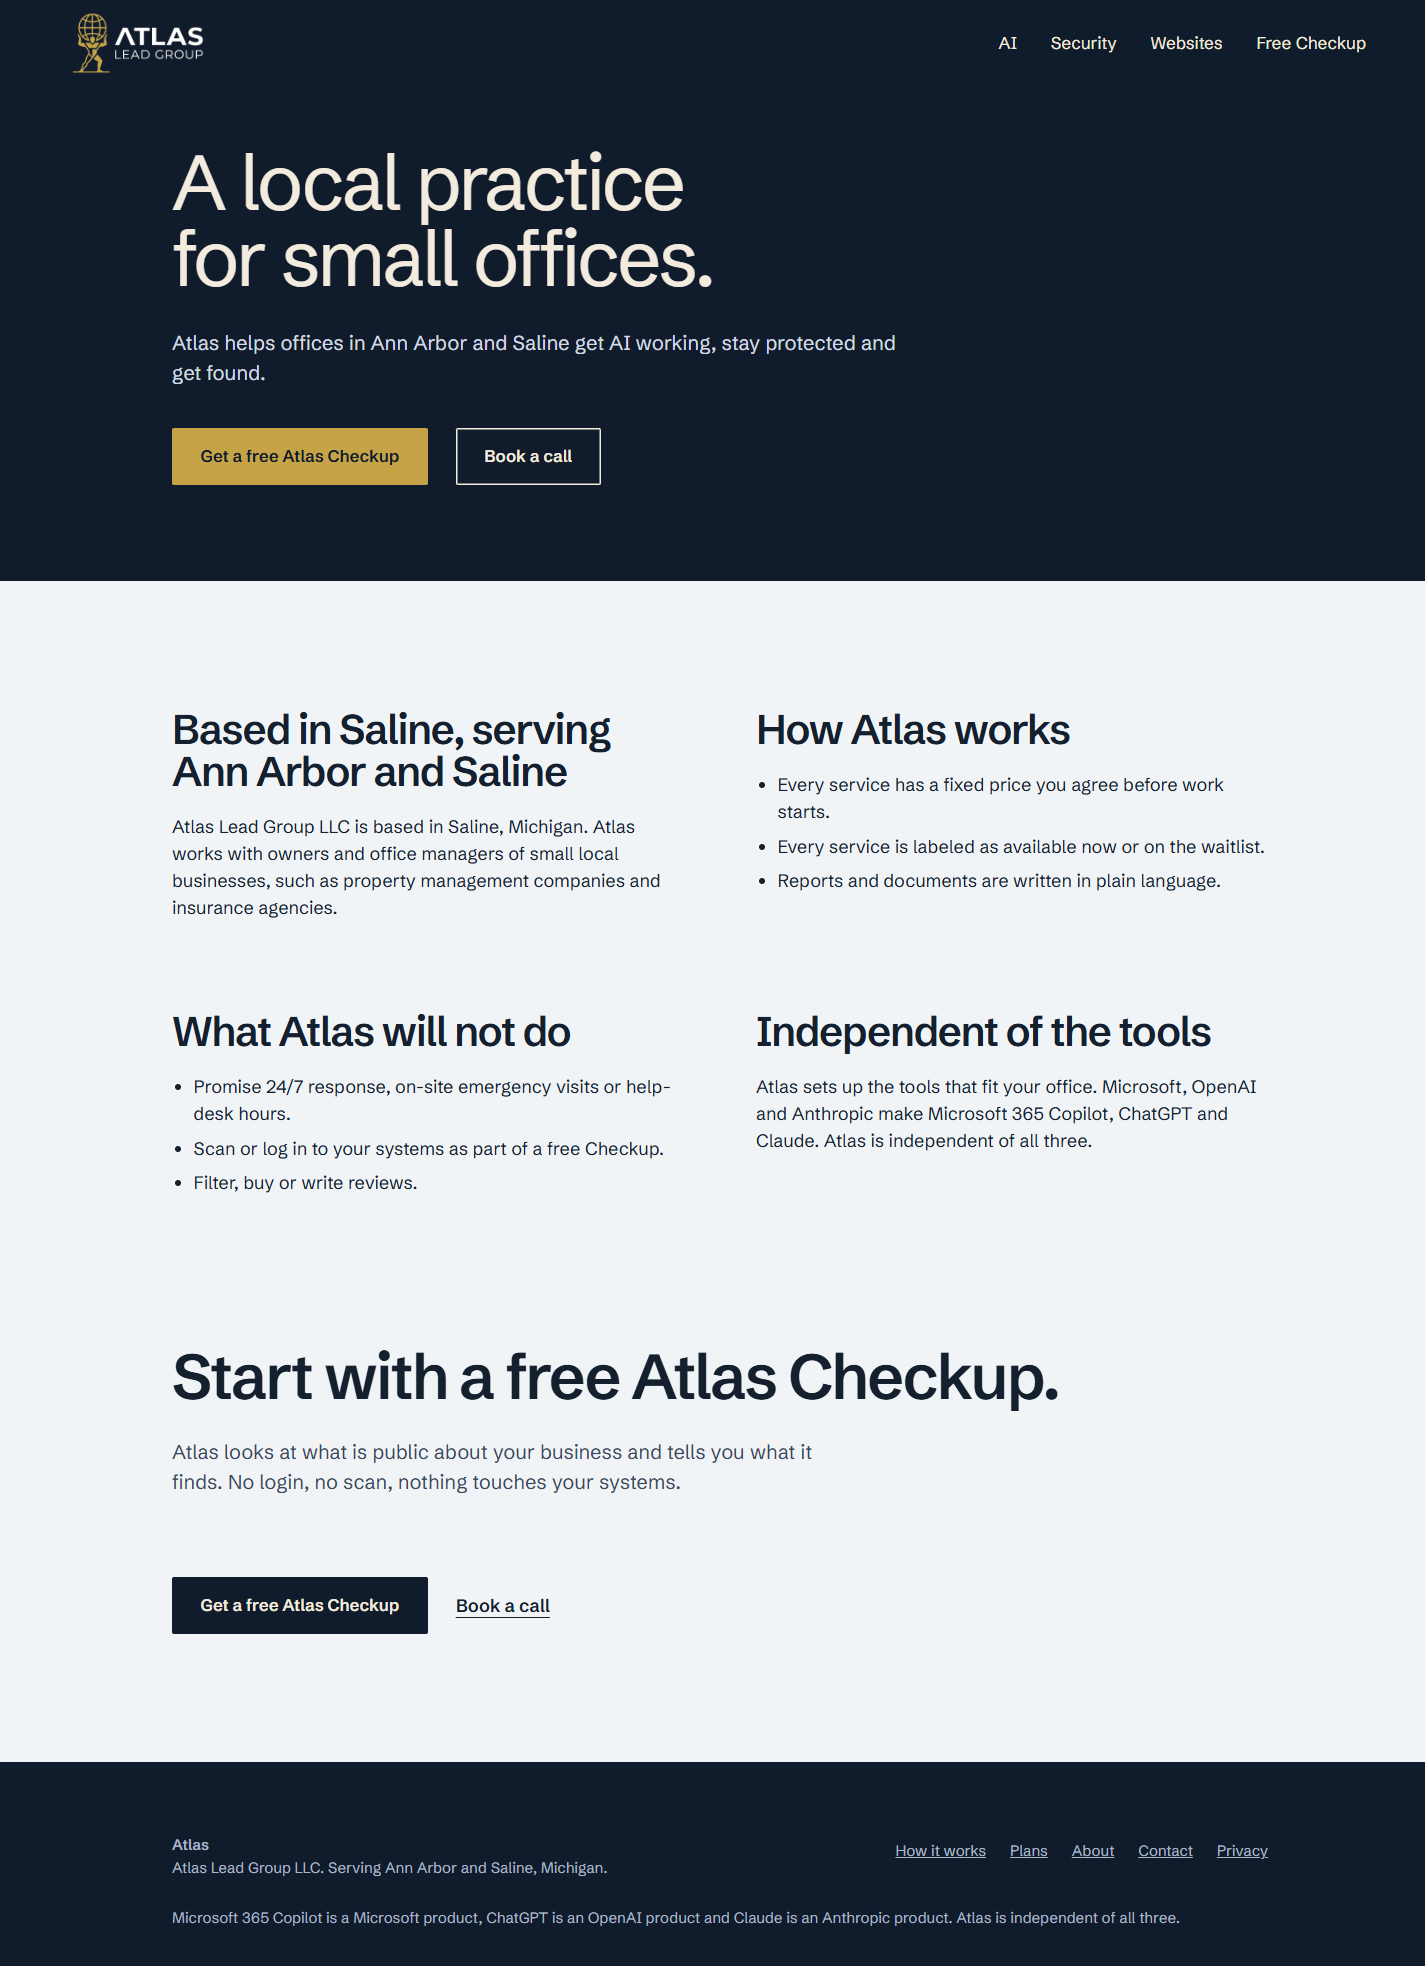 ATLAS
LEAD GROUP
AI
Security
Websites
Free Checkup
A local practice
for small offices.
Atlas helps offices in Ann Arbor and Saline get AI working, stay protected and
get found.
Get a free Atlas Checkup
Book a call
Based in Saline, serving
Ann Arbor and Saline
Atlas Lead Group LLC is based in Saline, Michigan. Atlas
works with owners and office managers of small local
businesses, such as property management companies and
insurance agencies.
How Atlas works
• Every service has a fixed price you agree before work
starts.
• Every service is labeled as available now or on the waitlist.
• Reports and documents are written in plain language.
What Atlas will not do
• Promise 24/7 response, on-site emergency visits or help-
desk hours.
• Scan or log in to your systems as part of a free Checkup.
• Filter, buy or write reviews.
Independent of the tools
Atlas sets up the tools that fit your office. Microsoft, OpenAI
and Anthropic make Microsoft 365 Copilot, ChatGPT and
Claude. Atlas is independent of all three.
Start with a free Atlas Checkup.
Atlas looks at what is public about your business and tells you what it
finds. No login, no scan, nothing touches your systems.
Get a free Atlas Checkup
Book a call
Atlas
Atlas Lead Group LLC. Serving Ann Arbor and Saline, Michigan.
How it works
Plans
About
Contact
Privacy
Microsoft 365 Copilot is a Microsoft product, ChatGPT is an OpenAI product and Claude is an Anthropic product. Atlas is independent of all three.